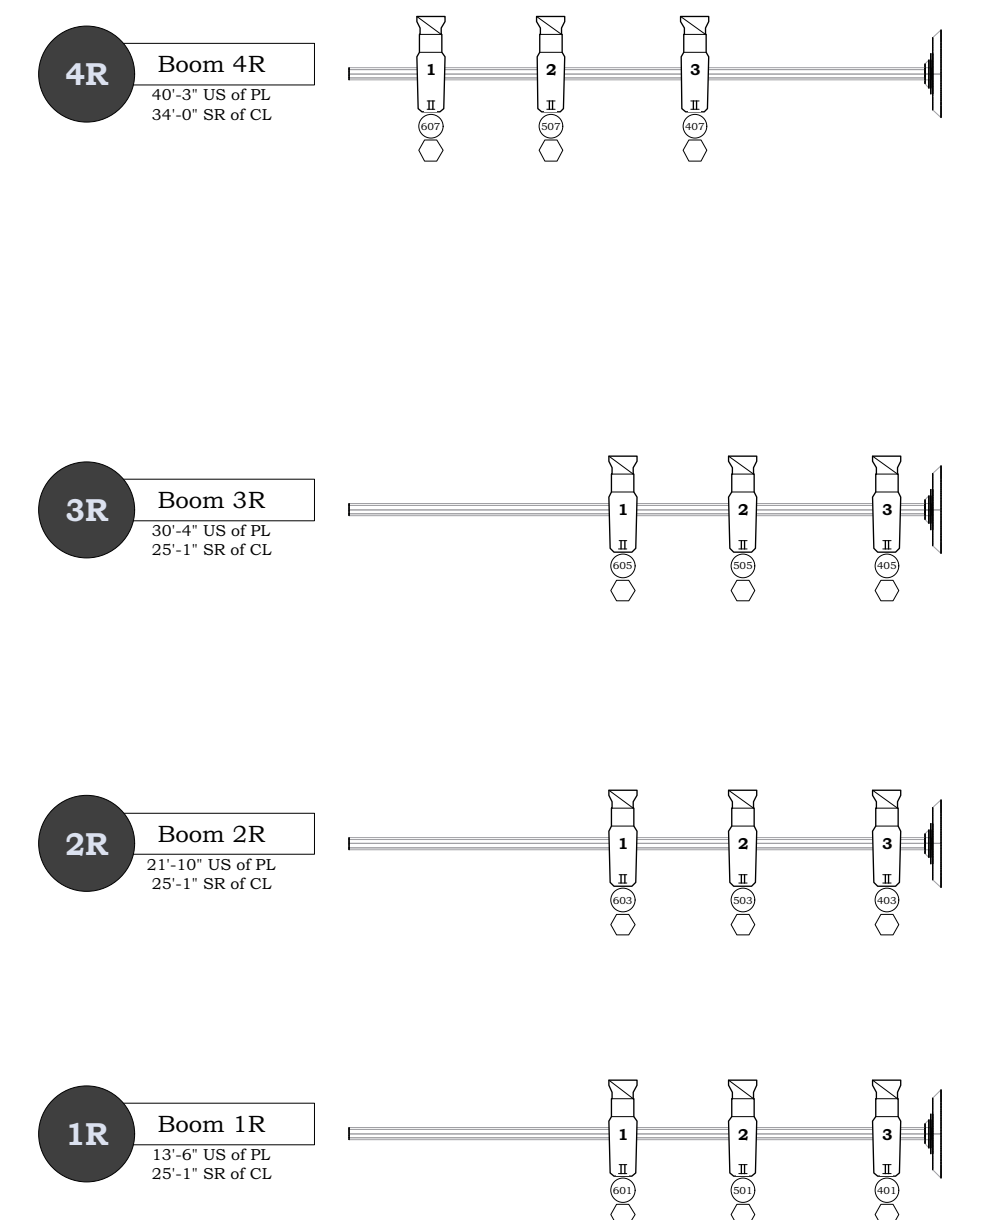 4R
Boom 4R
40'-3" US of PL
34'-0" SR of CL
1 2 3
II II II
607 507 407
3R
Boom 3R
30'-4" US of PL
25'-1" SR of CL
1 2 3
II II II
605 505 405
2R
Boom 2R
21'-10" US of PL
25'-1" SR of CL
1 2 3
II II II
603 503 403
1R
Boom 1R
13'-6" US of PL
25'-1" SR of CL
1 2 3
II II II
601 501 401